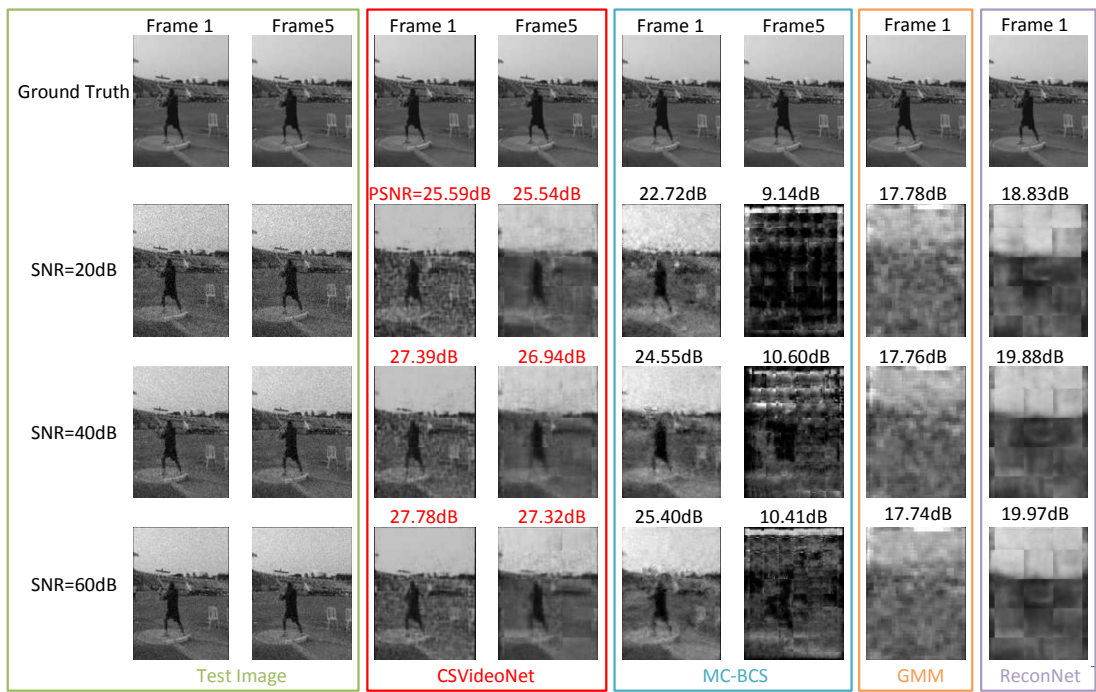 Frame 1 Frame5 Frame 1 Frame5 Frame 1 Frame5 Frame 1 Frame 1
Ground Truth
PSNR=25.59dB 25.54dB 22.72dB 9.14dB 17.78dB 18.83dB
SNR=20dB
27.39dB 26.94dB 24.55dB 10.60dB 17.76dB 19.88dB
SNR=40dB
27.78dB 27.32dB 25.40dB 10.41dB 17.74dB 19.97dB
SNR=60dB
Test Image CSVideoNet MC-BCS GMM ReconNet